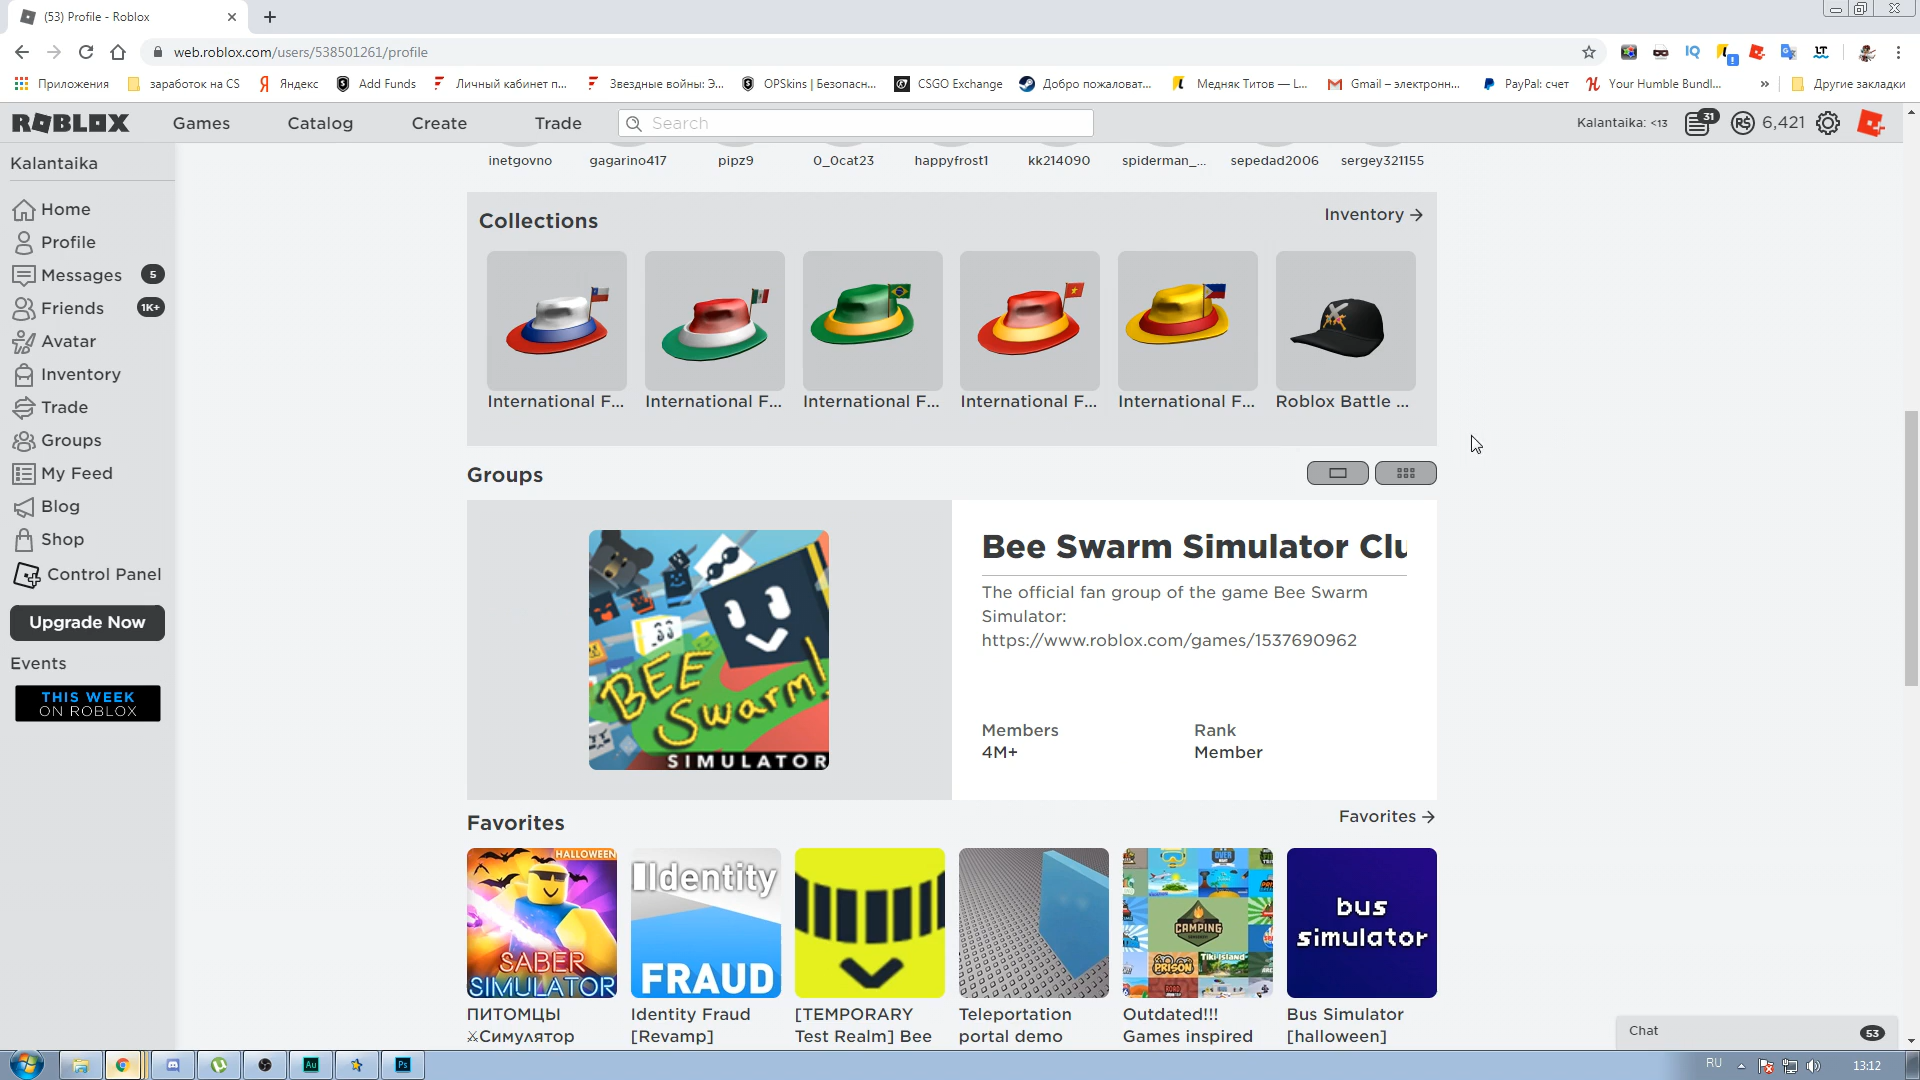 (53) Profile - Roblox
web.roblox.com/users/538501261/profile
Приложения
заработок на CS
Яндекс
Add Funds
Личный кабинет п...
Звездные войны: Э...
OPSkins | Безопасн...
CSGO Exchange
Добро пожаловат...
Медняк Титов — L...
Gmail – электронн...
PayPal: счет
Your Humble Bundl...
»
Другие закладки
ROBLOX
Games
Catalog
Create
Trade
Search
Kalantaika: <13
31
6,421
Kalantaika
Home
Profile
Messages
5
Friends
1K+
Avatar
Inventory
Trade
Groups
My Feed
Blog
Shop
Control Panel
Upgrade Now
Events
THIS WEEK
ON ROBLOX
inetgovno
gagarino417
pipz9
0_0cat23
happyfrost1
kk214090
spiderman_...
sepedad2006
sergey321155
Collections
Inventory →
International F...
International F...
International F...
International F...
International F...
Roblox Battle ...
Groups
BEE
Swarm!
SIMULATOR
Bee Swarm Simulator Clu
The official fan group of the game Bee Swarm
Simulator:
https://www.roblox.com/games/1537690962
Members
4M+
Rank
Member
Favorites
Favorites →
HALLOWEEN
SABER
SIMULATOR
Identity
FRAUD
CAMPING
PRISON
Tiki-Island
bus
simulator
ПИТОМЦЫ
⚔Симулятор
Identity Fraud
[Revamp]
[TEMPORARY
Test Realm] Bee
Teleportation
portal demo
Outdated!!!
Games inspired
Bus Simulator
[halloween]
Chat
53
RU
13:12